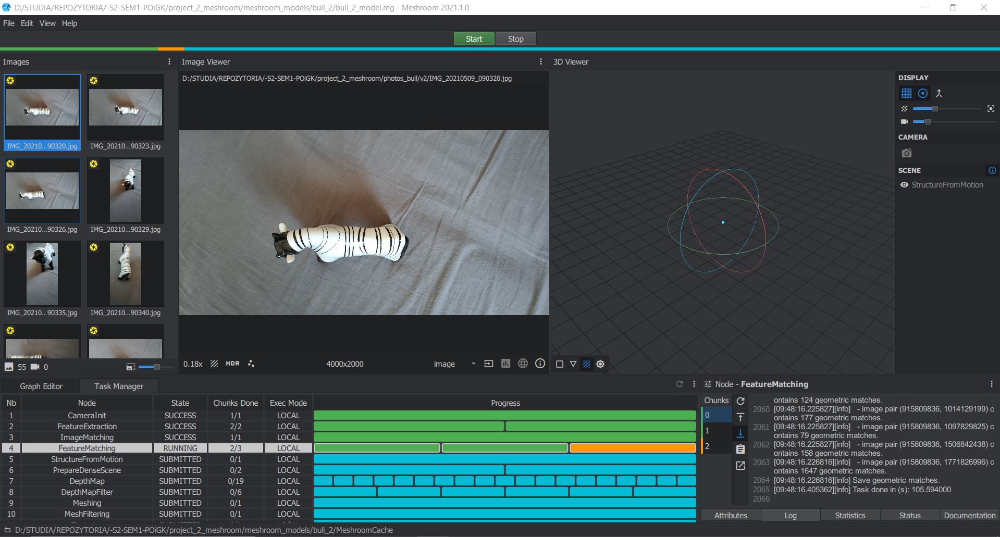 D:/STUDIA/REPOZYTORIA/-S2-SEM1-POiGK/project_2_meshroom/meshroom_models/bull_2/bull_2_model.mg - Meshroom 2021.1.0
File Edit View Help
Start Stop
Images
IMG_20210...90320.jpg IMG_20210...90323.jpg
IMG_20210...90326.jpg IMG_20210...90329.jpg
IMG_20210...90335.jpg IMG_20210...90340.jpg
55 0
Image Viewer
D:/STUDIA/REPOZYTORIA/-S2-SEM1-POiGK/project_2_meshroom/photos_bull/v2/IMG_20210509_090320.jpg
0.18x HDR 4000x2000 image
3D Viewer
DISPLAY
CAMERA
SCENE
StructureFromMotion
Graph Editor Task Manager
Nb Node State Chunks Done Exec Mode Progress
1 CameraInit SUCCESS 1/1 LOCAL
2 FeatureExtraction SUCCESS 2/2 LOCAL
3 ImageMatching SUCCESS 1/1 LOCAL
4 FeatureMatching RUNNING 2/3 LOCAL
5 StructureFromMotion SUBMITTED 0/1 LOCAL
6 PrepareDenseScene SUBMITTED 0/2 LOCAL
7 DepthMap SUBMITTED 0/19 LOCAL
8 DepthMapFilter SUBMITTED 0/6 LOCAL
9 Meshing SUBMITTED 0/1 LOCAL
10 MeshFiltering SUBMITTED 0/1 LOCAL
Node - FeatureMatching
Chunks
0
1
2
ontains 124 geometric matches.
2060 [09:48:16.225827][info] - image pair (915809836, 1014129199) c
ontains 177 geometric matches.
2061 [09:48:16.225827][info] - image pair (915809836, 1097829825) c
ontains 79 geometric matches.
2062 [09:48:16.225827][info] - image pair (915809836, 1506842438) c
ontains 158 geometric matches.
2063 [09:48:16.226816][info] - image pair (915809836, 1771826996) c
ontains 1647 geometric matches.
2064 [09:48:16.226816][info] Save geometric matches.
2065 [09:48:16.405362][info] Task done in (s): 105.594000
2066
Attributes Log Statistics Status Documentation
D:/STUDIA/REPOZYTORIA/-S2-SEM1-POiGK/project_2_meshroom/meshroom_models/bull_2/MeshroomCache